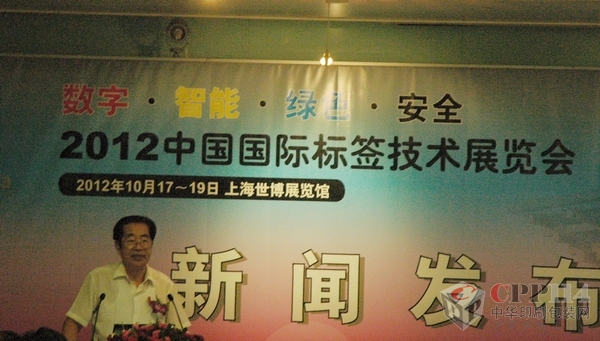 数字·智能·绿色·安全
2012中国国际标签技术展览会
2012年10月17～19日 上海世博展览馆
新闻发布
CPPH1
中华印刷包装网